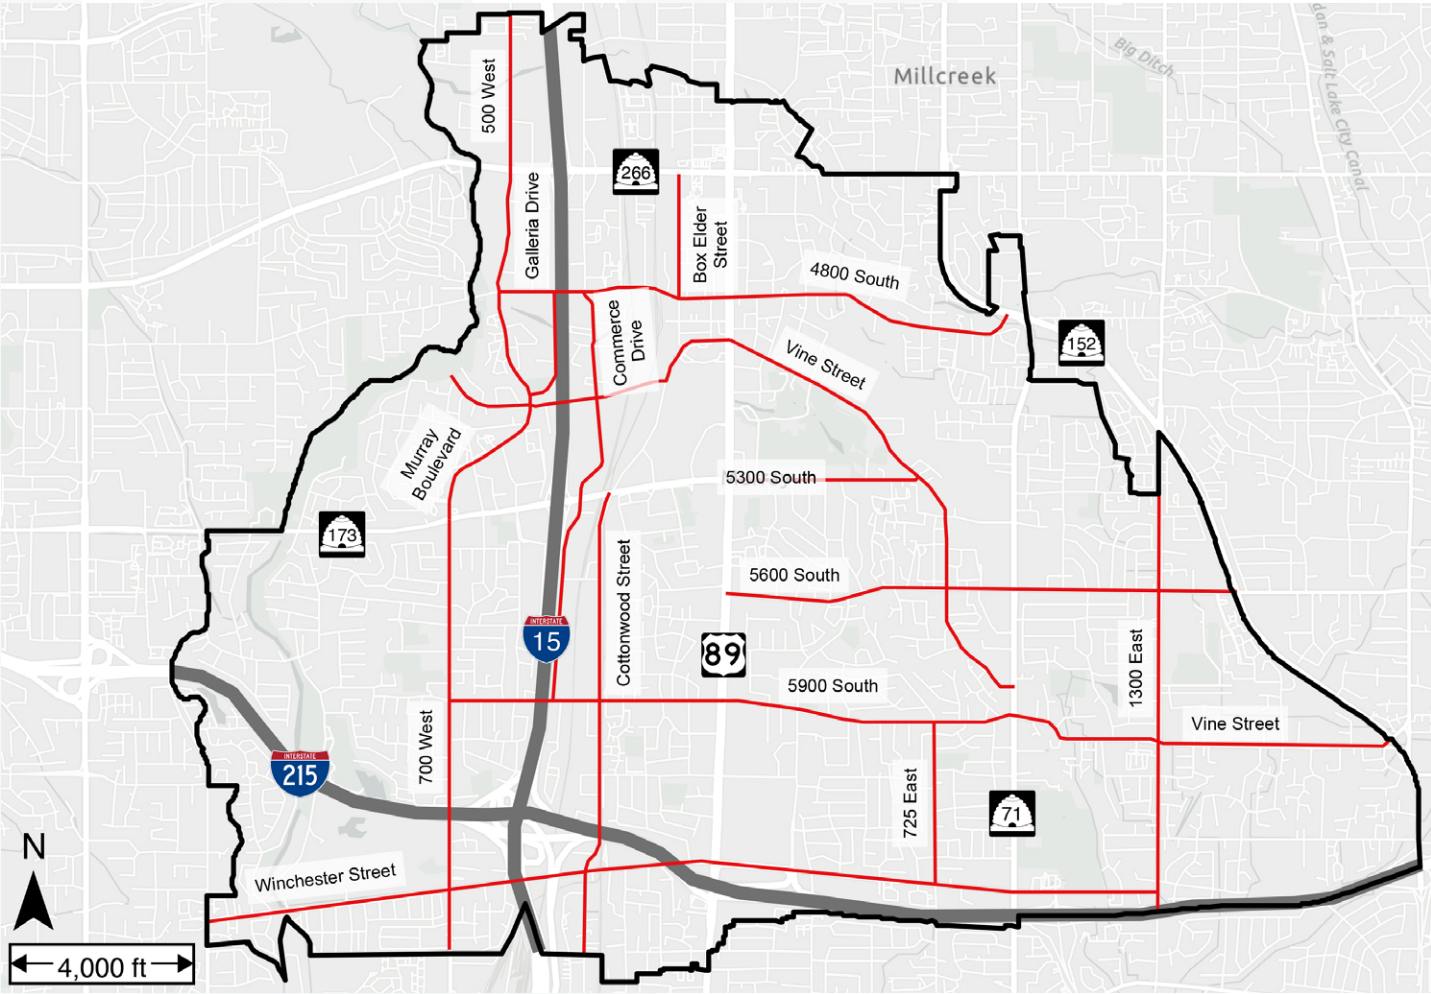 dan & Salt Lake City Canal
Big Ditch
Millcreek
500 West
266
Galleria Drive
Box Elder
Street
4800 South
Commerce
Drive
152
Vine Street
Murray
Boulevard
5300 South
173
Cottonwood Street
5600 South
INTERSTATE
15
89
1300 East
5900 South
Vine Street
700 West
INTERSTATE
215
725 East
71
N
Winchester Street
4,000 ft